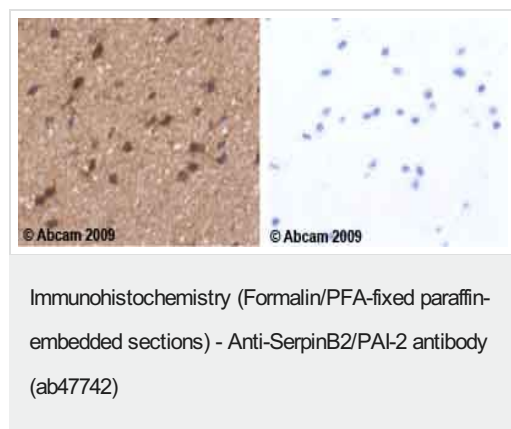 © Abcam 2009
© Abcam 2009
Immunohistochemistry (Formalin/PFA-fixed paraffin-
embedded sections) - Anti-SerpinB2/PAI-2 antibody
(ab47742)